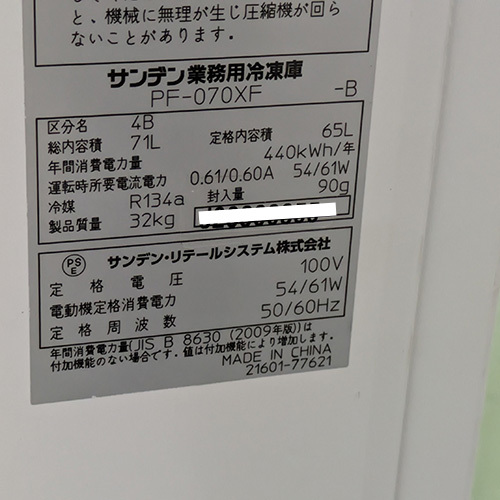 と、機械に無理が生じ圧縮機が回ら
ないことがあります。
サンデン業務用冷凍庫
PF-070XF -B
区分名 4B
総内容積 71L 定格内容積 65L
年間消費電力量 440kWh/年
運転時所要電流電力 0.61/0.60A 54/61W
冷媒 R134a 封入量 90g
製品質量 32kg
PSE サンデン・リテールシステム株式会社
定格電圧 100V
電動機定格消費電力 54/61W
定格周波数 50/60Hz
年間消費電力量(JIS B 8630 (2009年版))は
付加機能のない場合です。値は付加機能により増加します。
MADE IN CHINA
21601-77621